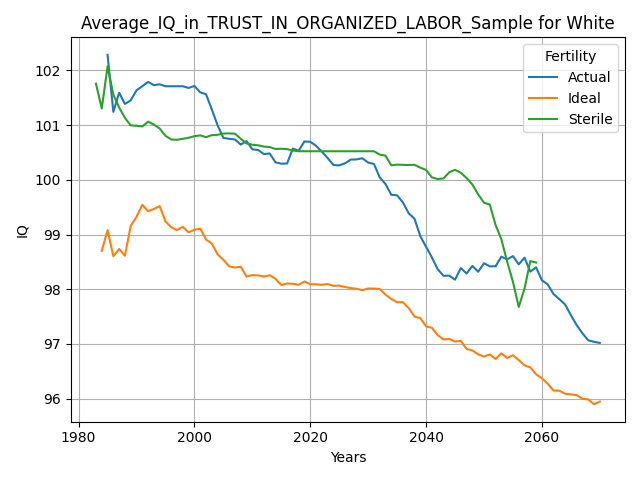 Average_IQ_in_TRUST_IN_ORGANIZED_LABOR_Sample for White
Fertility
Actual
Ideal
Sterile
IQ
102
101
100
99
98
97
96
1980
2000
2020
2040
2060
Years